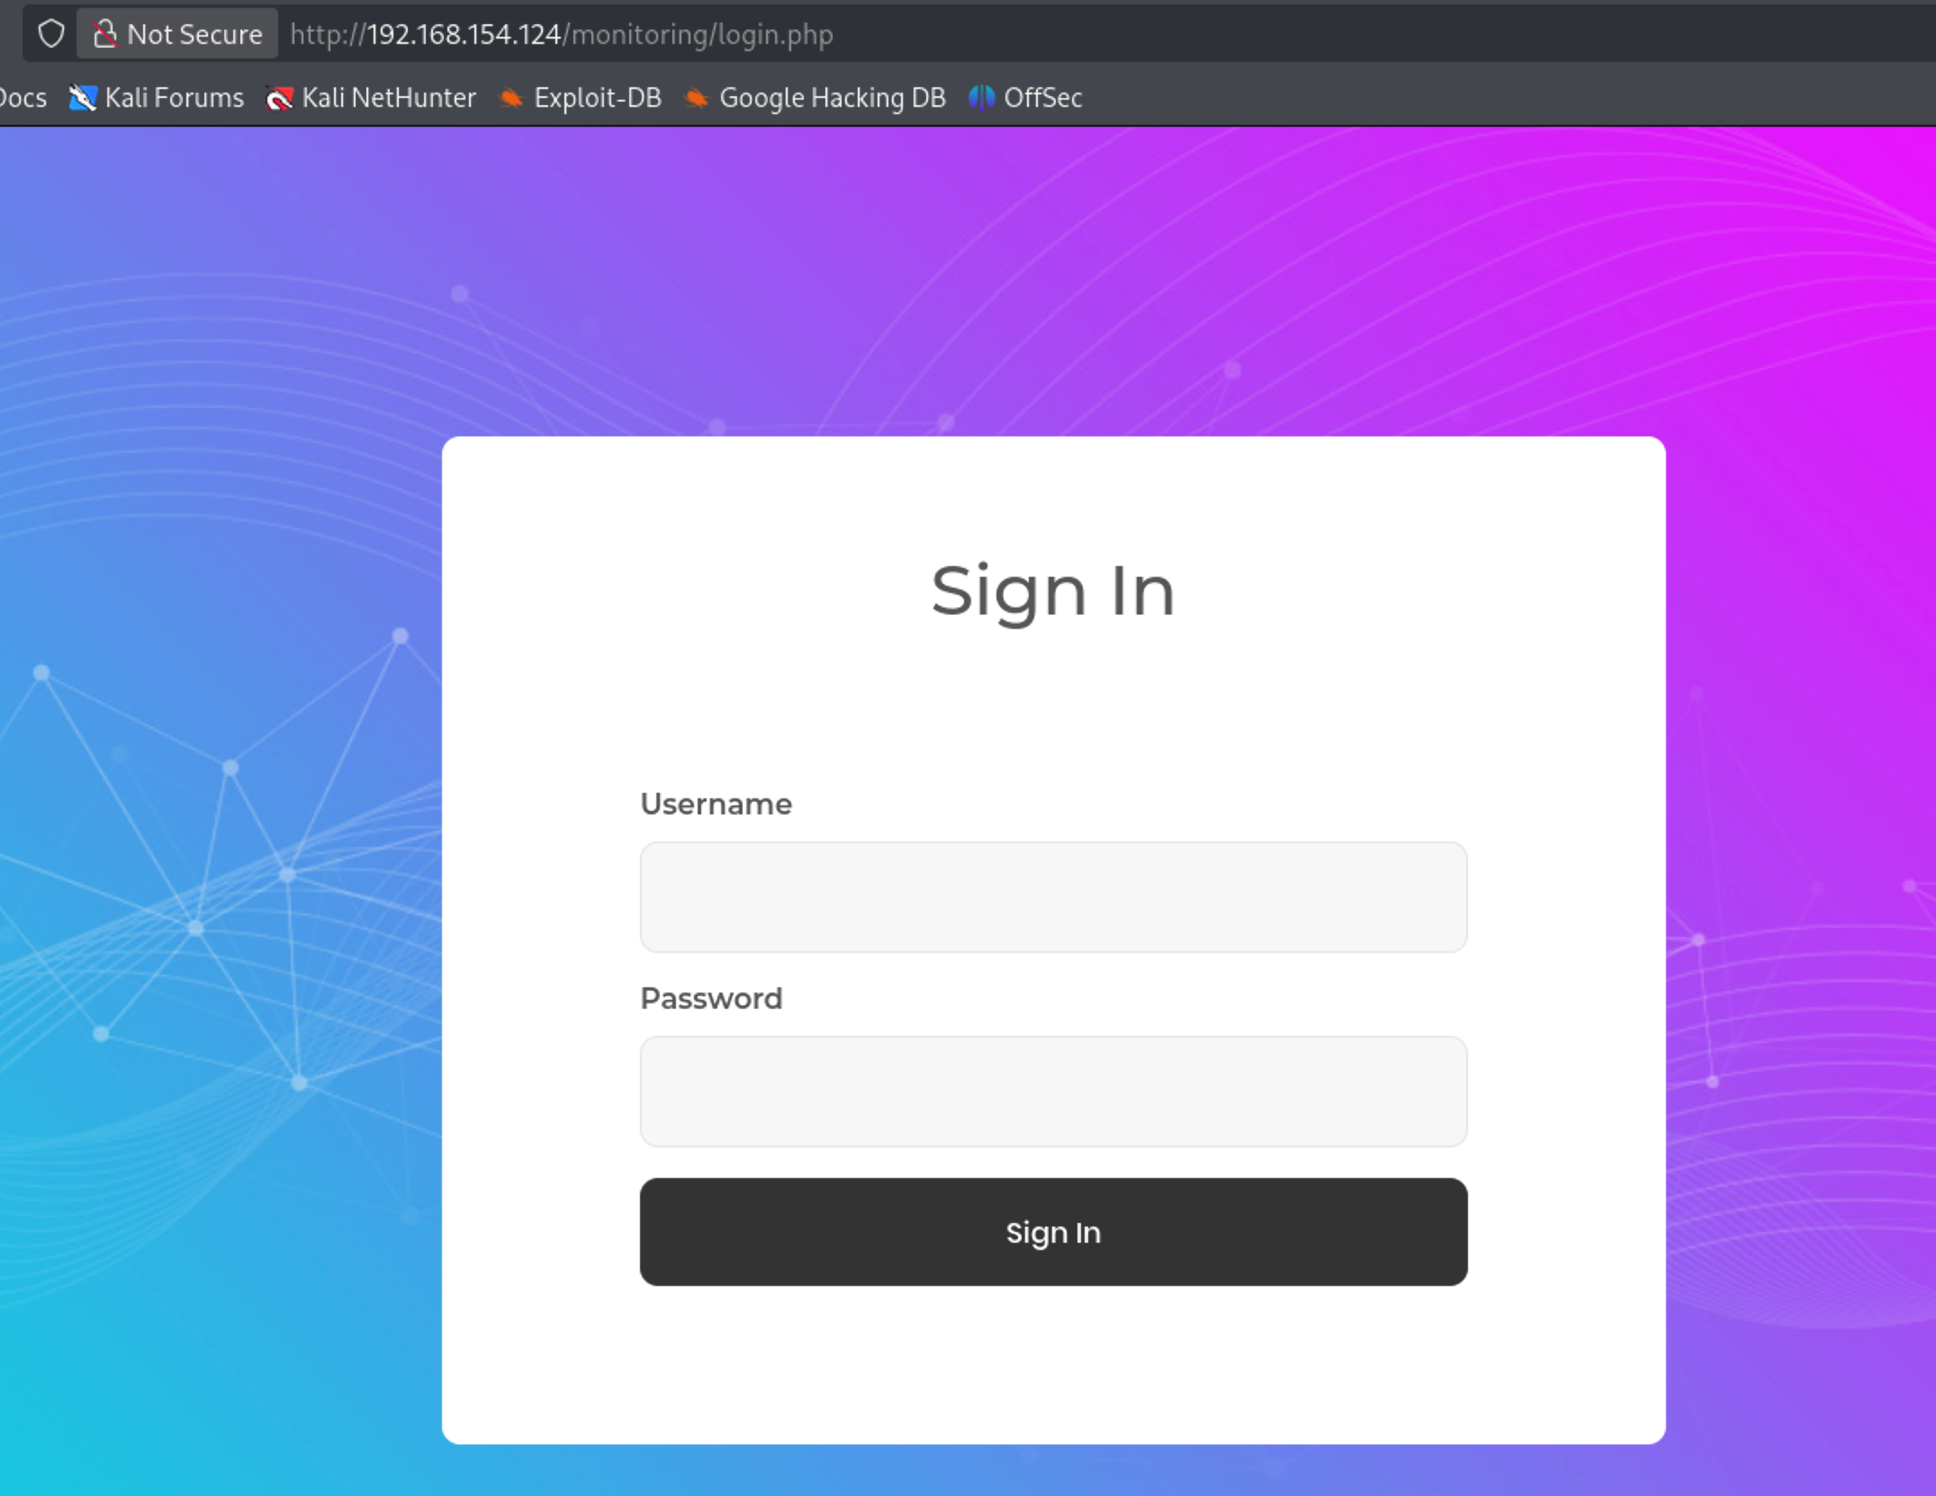 Not Secure http://192.168.154.124/monitoring/login.php
Docs Kali Forums Kali NetHunter Exploit-DB Google Hacking DB OffSec
Sign In
Username
Password
Sign In